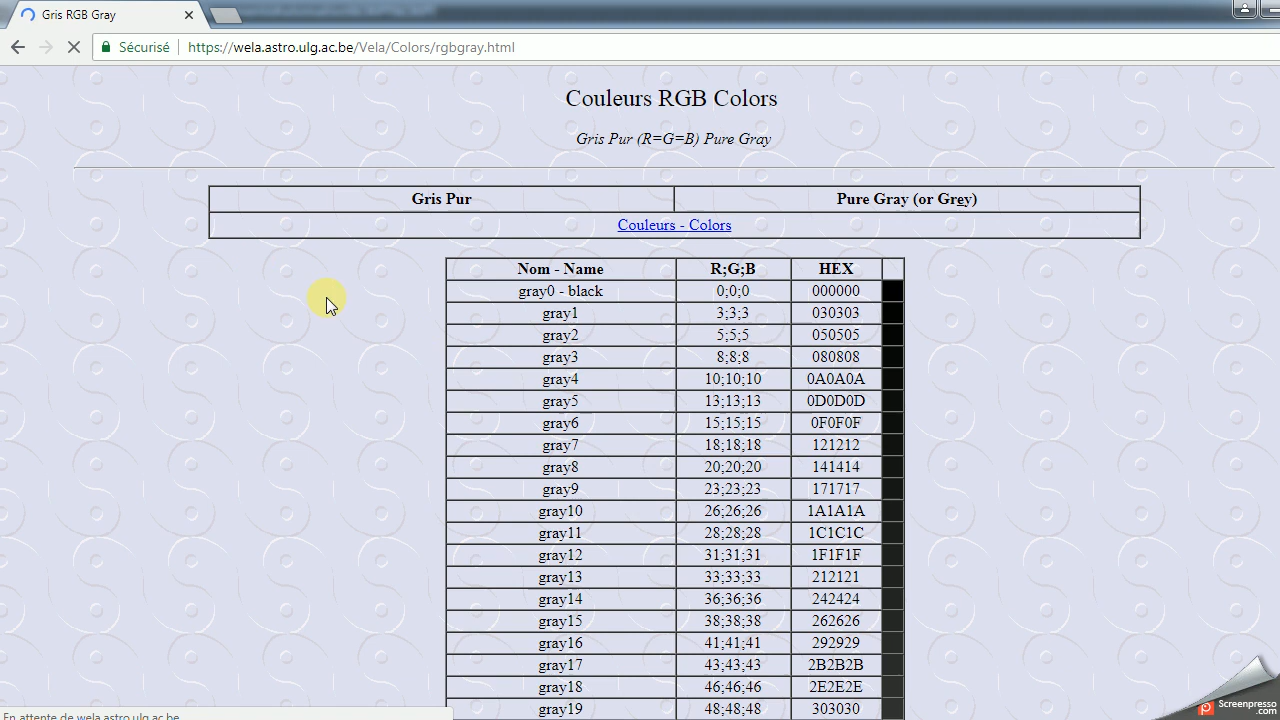 Gris RGB Gray
Sécurisé https://wela.astro.ulg.ac.be/Vela/Colors/rgbgray.html
Couleurs RGB Colors
Gris Pur (R=G=B) Pure Gray
Gris Pur Pure Gray (or Grey)
Couleurs - Colors
Nom - Name R;G;B HEX
gray0 - black 0;0;0 000000
gray1 3;3;3 030303
gray2 5;5;5 050505
gray3 8;8;8 080808
gray4 10;10;10 0A0A0A
gray5 13;13;13 0D0D0D
gray6 15;15;15 0F0F0F
gray7 18;18;18 121212
gray8 20;20;20 141414
gray9 23;23;23 171717
gray10 26;26;26 1A1A1A
gray11 28;28;28 1C1C1C
gray12 31;31;31 1F1F1F
gray13 33;33;33 212121
gray14 36;36;36 242424
gray15 38;38;38 262626
gray16 41;41;41 292929
gray17 43;43;43 2B2B2B
gray18 46;46;46 2E2E2E
gray19 48;48;48 303030
En attente de wela.astro.ulg.ac.be
Screenpresso
.com